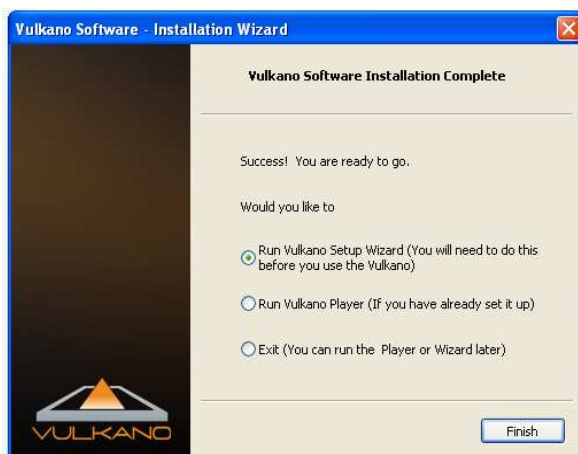 Vulkano Software - Installation Wizard
Vulkano Software Installation Complete
Success! You are ready to go.
Would you like to
Run Vulkano Setup Wizard (You will need to do this
before you use the Vulkano)
Run Vulkano Player (If you have already set it up)
Exit (You can run the Player or Wizard later)
VULKANO
Finish